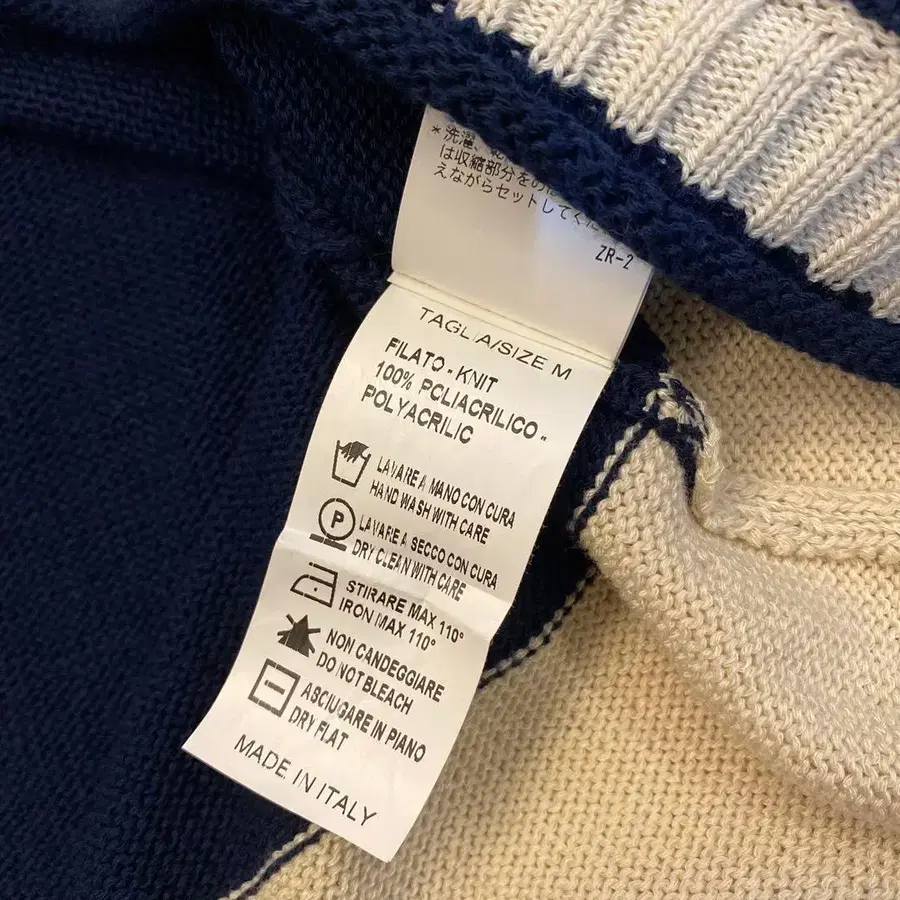 *洗濯、
は収縮部分を
えながらセットしてく
ZR-2
TAGLIA/SIZE M
FILATO - KNIT
100% POLIACRILICO -
POLYACRILIC
LAVARE A MANO CON CURA
HAND WASH WITH CARE
P
LAVARE A SECCO CON CURA
DRY CLEAN WITH CARE
STIRARE MAX 110°
IRON MAX 110°
NON CANDEGGIARE
DO NOT BLEACH
ASCIUGARE IN PIANO
DRY FLAT
MADE IN ITALY